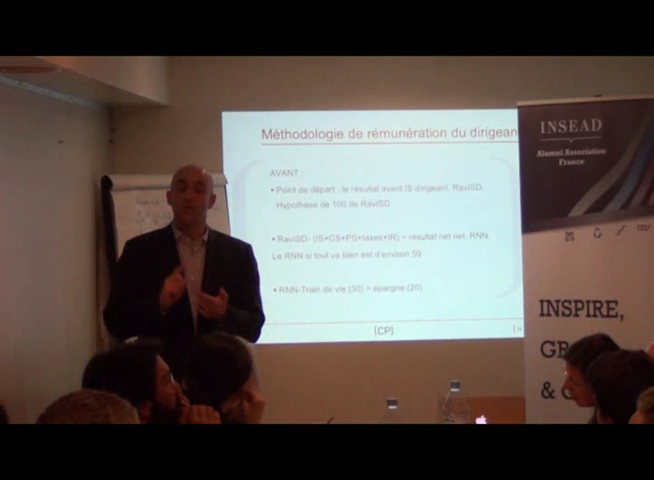 Méthodologie de rémunération du dirigean
AVANT :
• Point de départ : le résultat avant IS dirigeant, RavISD.
Hypothèse de 100 de RavISD
• RavISD- (IS+CS+PS+taxes+IR) = résultat net net, RNN
Le RNN si tout va bien est d'environ 50
• RNN-Train de vie (30) = épargne (20)
[CP]
INSEAD
Alumni Association
France
INSPIRE,